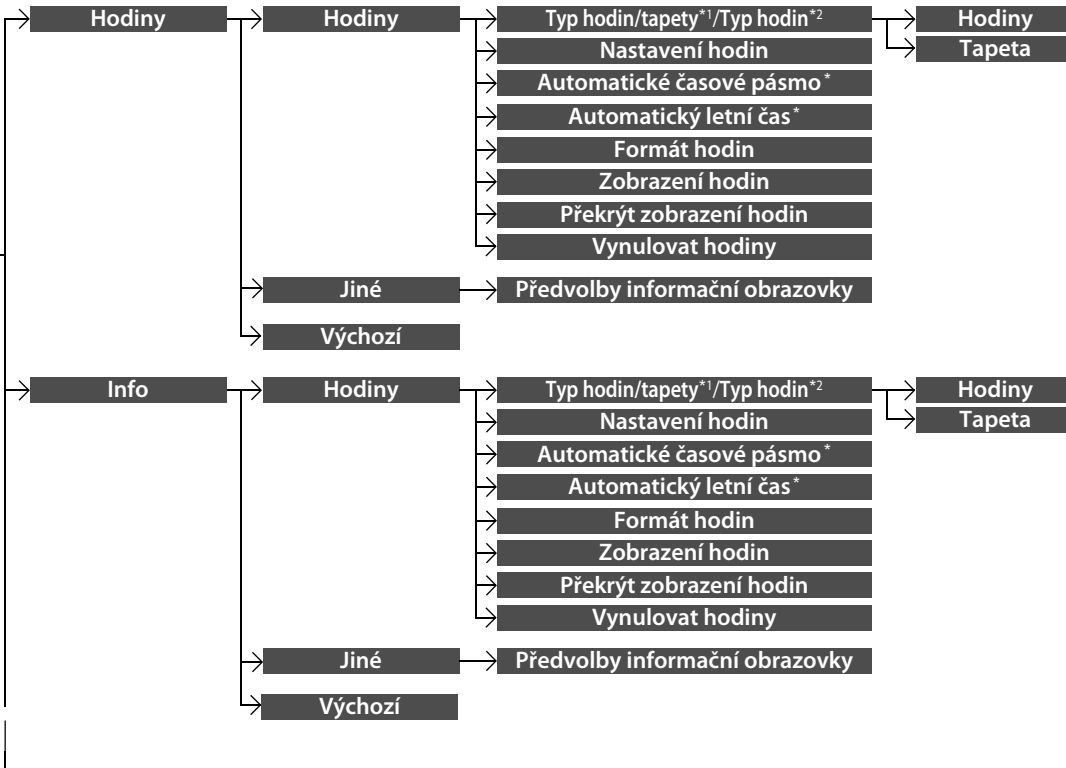 Hodiny Hodiny Typ hodin/tapety*1/Typ hodin*2 Hodiny
Nastavení hodin Tapeta
Automatické časové pásmo*
Automatický letní čas*
Formát hodin
Zobrazení hodin
Překrýt zobrazení hodin
Vynulovat hodiny
Jiné Předvolby informační obrazovky
Výchozí
Info Hodiny Typ hodin/tapety*1/Typ hodin*2 Hodiny
Nastavení hodin Tapeta
Automatické časové pásmo*
Automatický letní čas*
Formát hodin
Zobrazení hodin
Překrýt zobrazení hodin
Vynulovat hodiny
Jiné Předvolby informační obrazovky
Výchozí